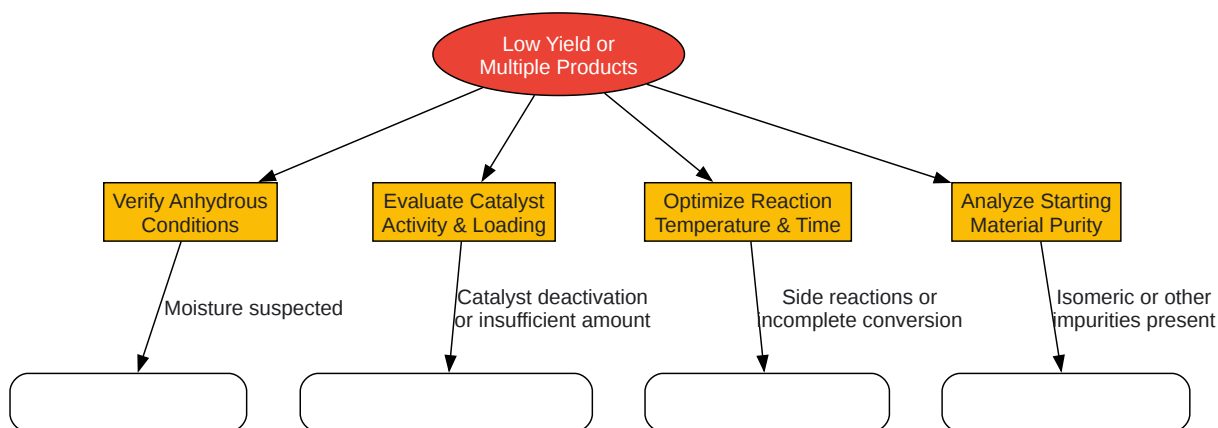 Low Yield or
Multiple Products
Verify Anhydrous
Conditions
Evaluate Catalyst
Activity & Loading
Optimize Reaction
Temperature & Time
Analyze Starting
Material Purity
Moisture suspected
Catalyst deactivation
or insufficient amount
Side reactions or
incomplete conversion
Isomeric or other
impurities present